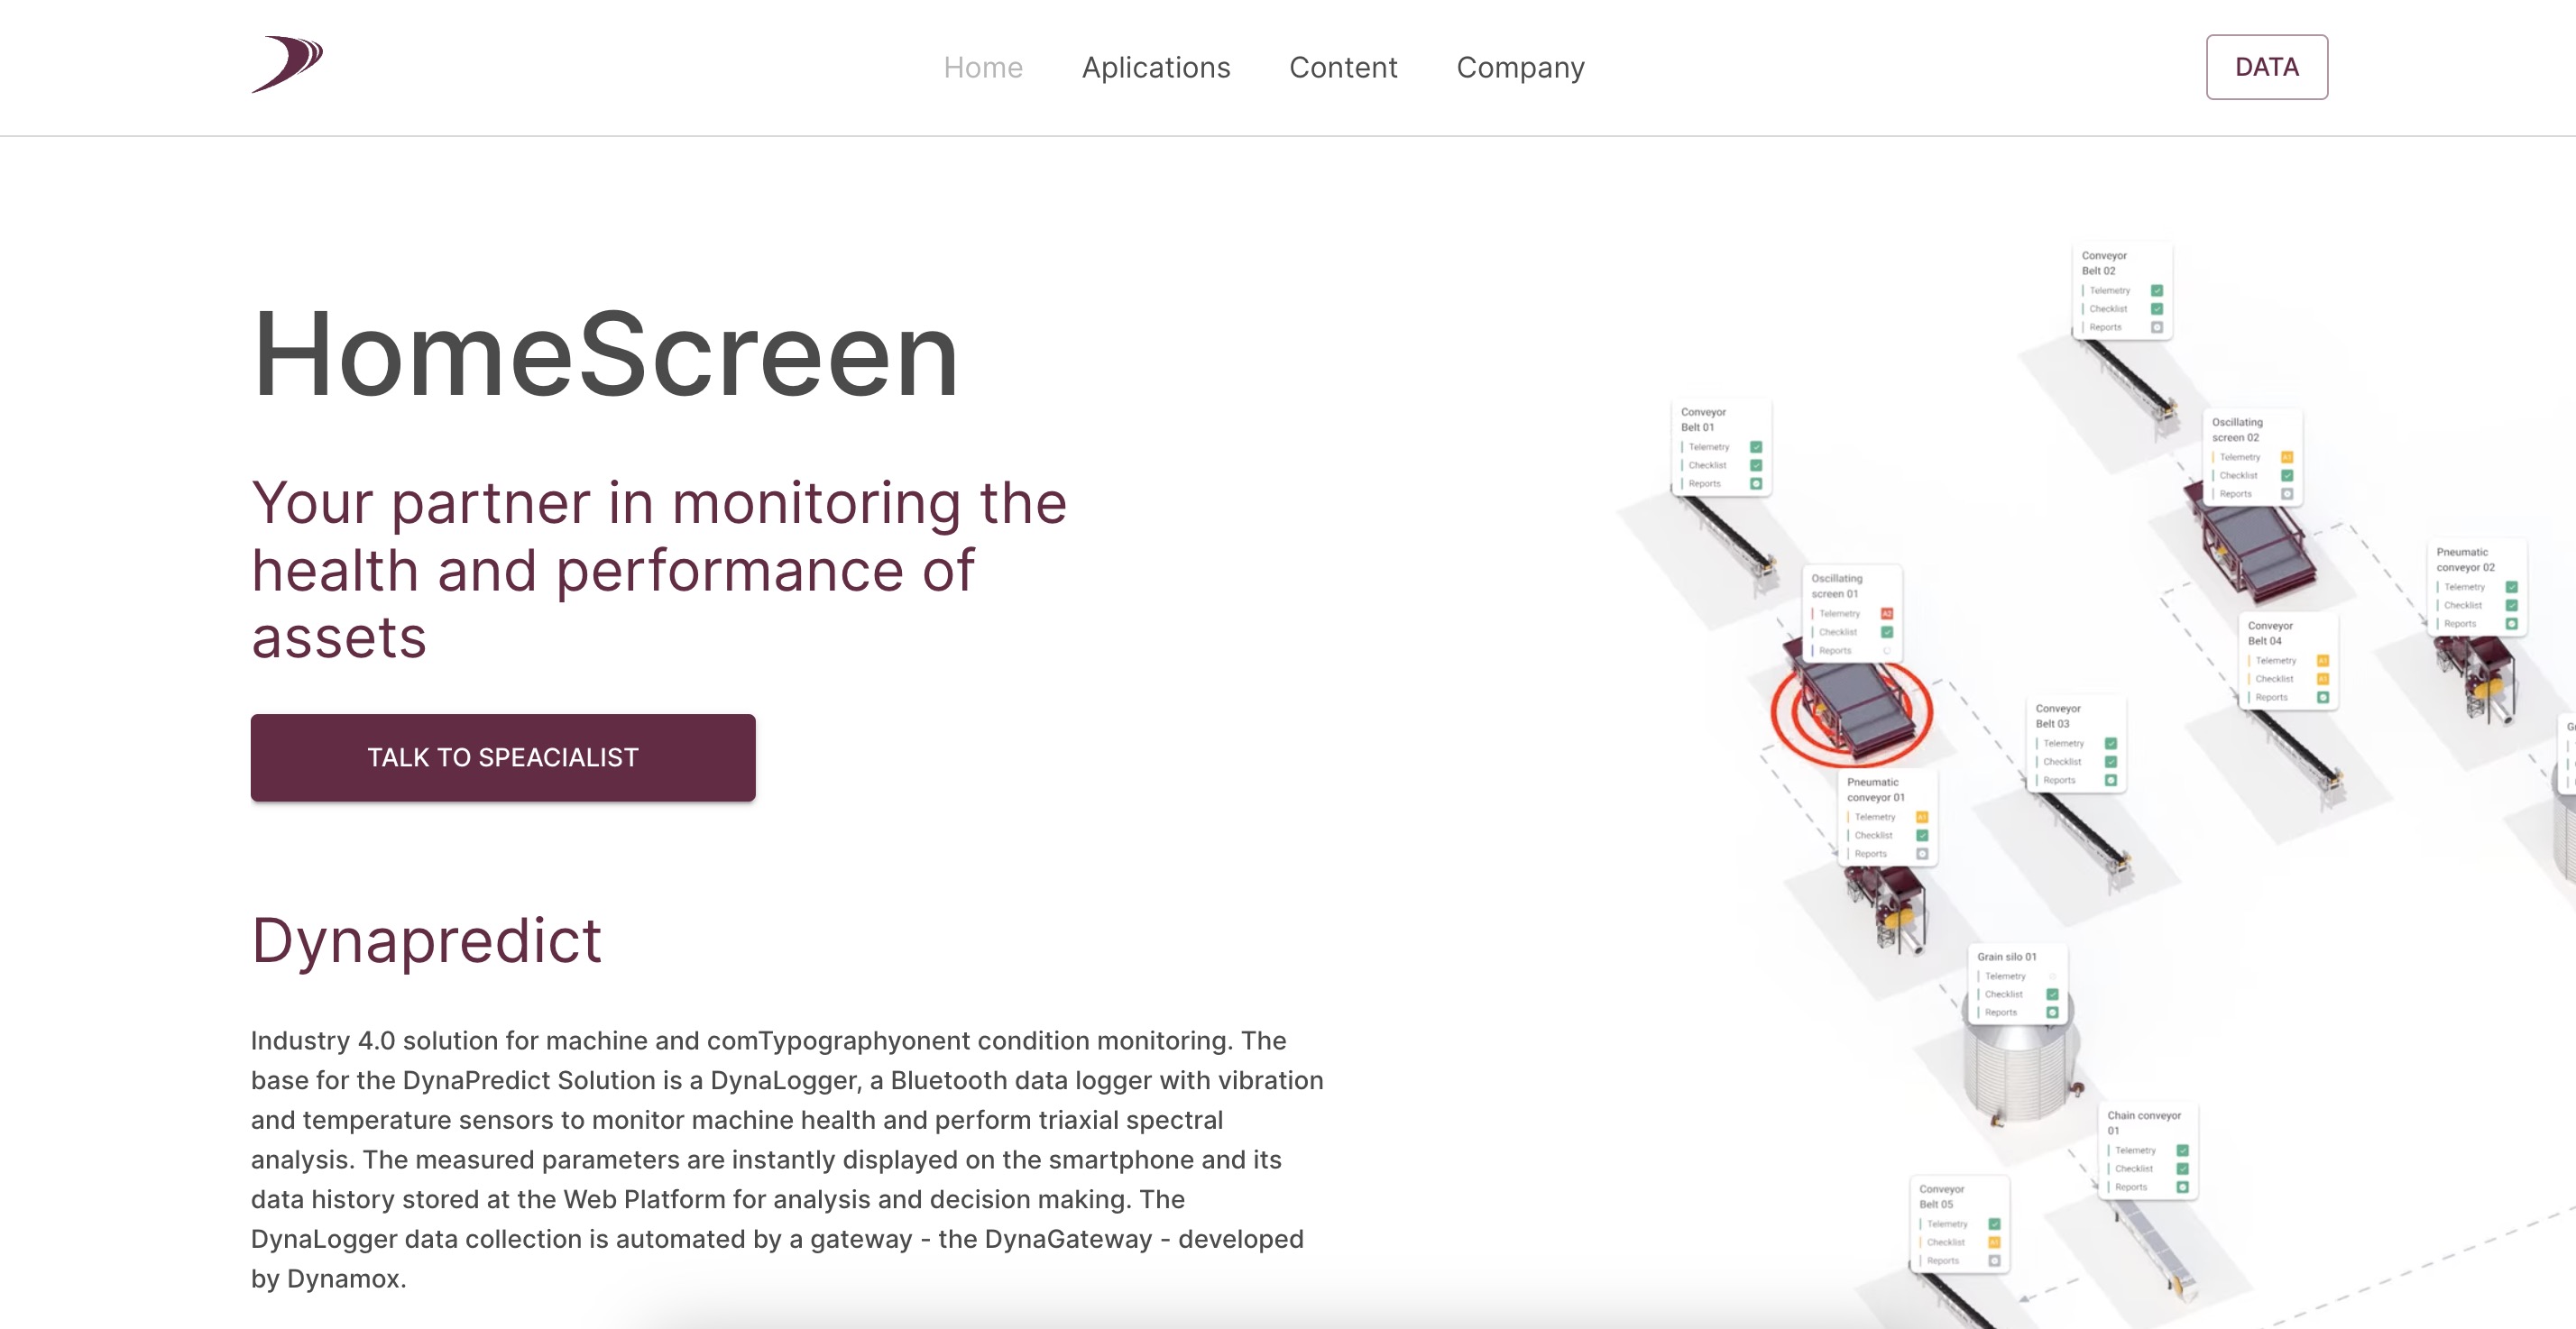 Home Aplications Content Company DATA
HomeScreen
Your partner in monitoring the
health and performance of
assets
TALK TO SPEACIALIST
Dynapredict
Industry 4.0 solution for machine and comTypographyonent condition monitoring. The
base for the DynaPredict Solution is a DynaLogger, a Bluetooth data logger with vibration
and temperature sensors to monitor machine health and perform triaxial spectral
analysis. The measured parameters are instantly displayed on the smartphone and its
data history stored at the Web Platform for analysis and decision making. The
DynaLogger data collection is automated by a gateway - the DynaGateway - developed
by Dynamox.
Conveyor
Belt 02
Telemetry
Checklist
Reports
Conveyor
Belt 01
Telemetry
Checklist
Reports
Oscillating
screen 02
Telemetry A1
Checklist
Reports
Pneumatic
conveyor 02
Telemetry
Checklist
Reports
Oscillating
screen 01
Telemetry A2
Checklist
Reports
Conveyor
Belt 04
Telemetry A1
Checklist A1
Reports
Conveyor
Belt 03
Telemetry
Checklist
Reports
Pneumatic
conveyor 01
Telemetry A1
Checklist
Reports
Grain silo 01
Telemetry
Checklist
Reports
Chain conveyor
01
Telemetry
Checklist
Reports
Conveyor
Belt 05
Telemetry
Checklist A1
Reports